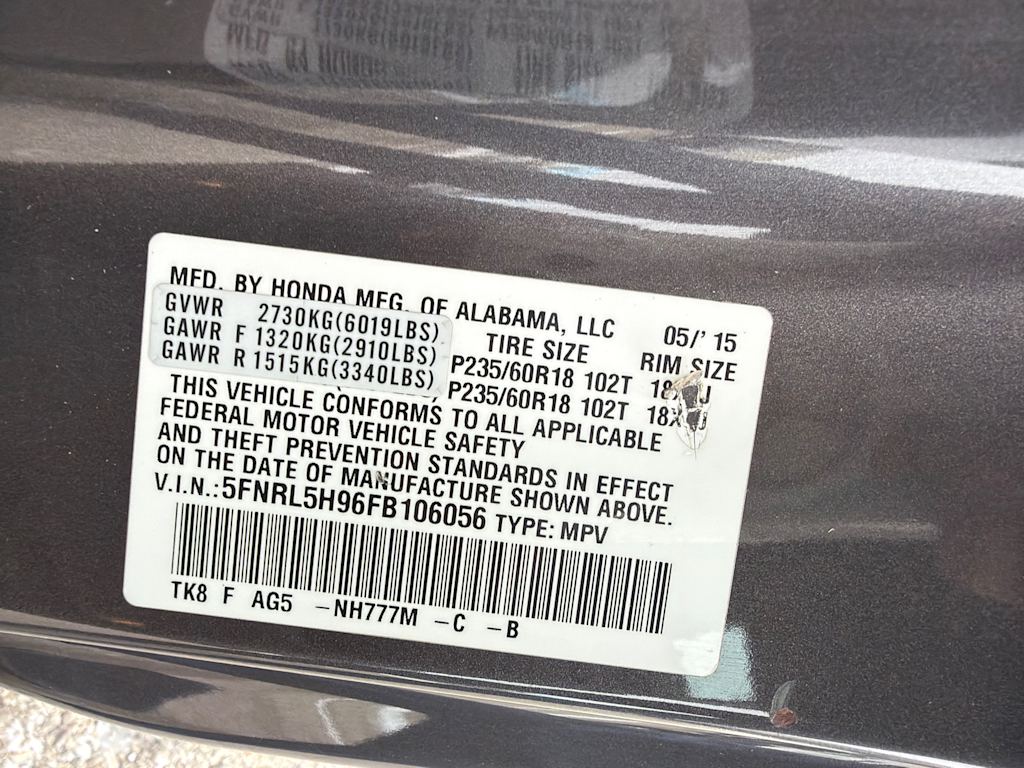 MFD. BY HONDA MFG. OF ALABAMA, LLC 05/' 15
GVWR 2730KG(6019LBS) TIRE SIZE RIM SIZE
GAWR F 1320KG(2910LBS) P235/60R18 102T 18
GAWR R 1515KG(3340LBS) P235/60R18 102T 18X
THIS VEHICLE CONFORMS TO ALL APPLICABLE
FEDERAL MOTOR VEHICLE SAFETY
AND THEFT PREVENTION STANDARDS IN EFFECT
ON THE DATE OF MANUFACTURE SHOWN ABOVE.
V.I.N.:5FNRL5H96FB106056 TYPE: MPV
TK8 F AG5 -NH777M -C -B